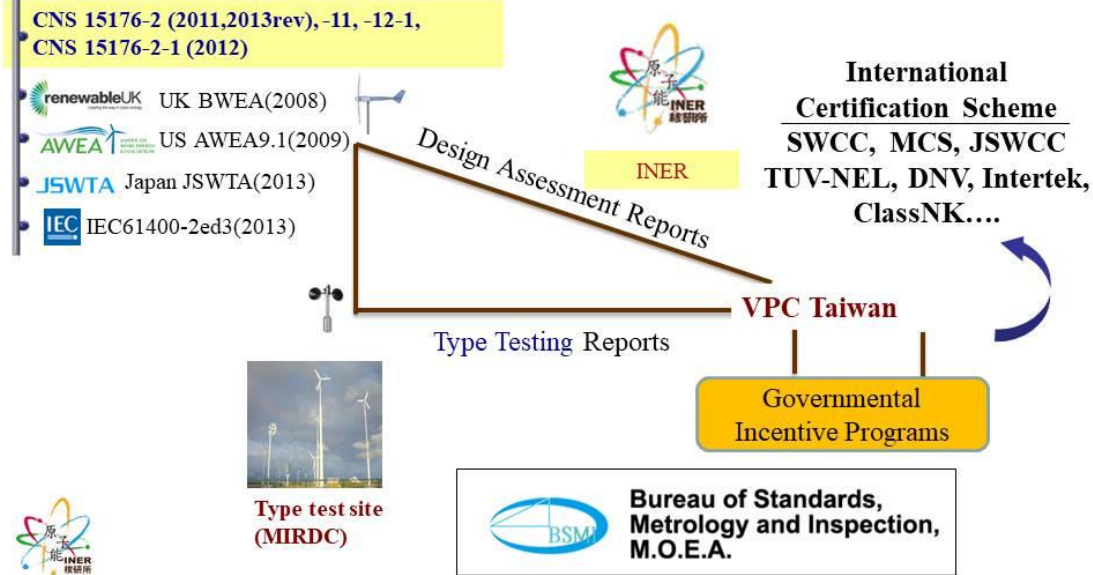 CNS 15176-2 (2011,2013rev), -11, -12-1,
CNS 15176-2-1 (2012)
renewableUK
UK BWEA(2008)
AWEA
US AWEA9.1(2009)
JSWTA
Japan JSWTA(2013)
IEC
IEC61400-2ed3(2013)
Design Assessment Reports
原子能
INER
核研所
INER
International
Certification Scheme
SWCC, MCS, JSWCC
TUV-NEL, DNV, Intertek,
ClassNK….
VPC Taiwan
Type Testing Reports
Governmental
Incentive Programs
Type test site
(MIRDC)
BSMI
Bureau of Standards,
Metrology and Inspection,
M.O.E.A.
原子能
INER
核研所